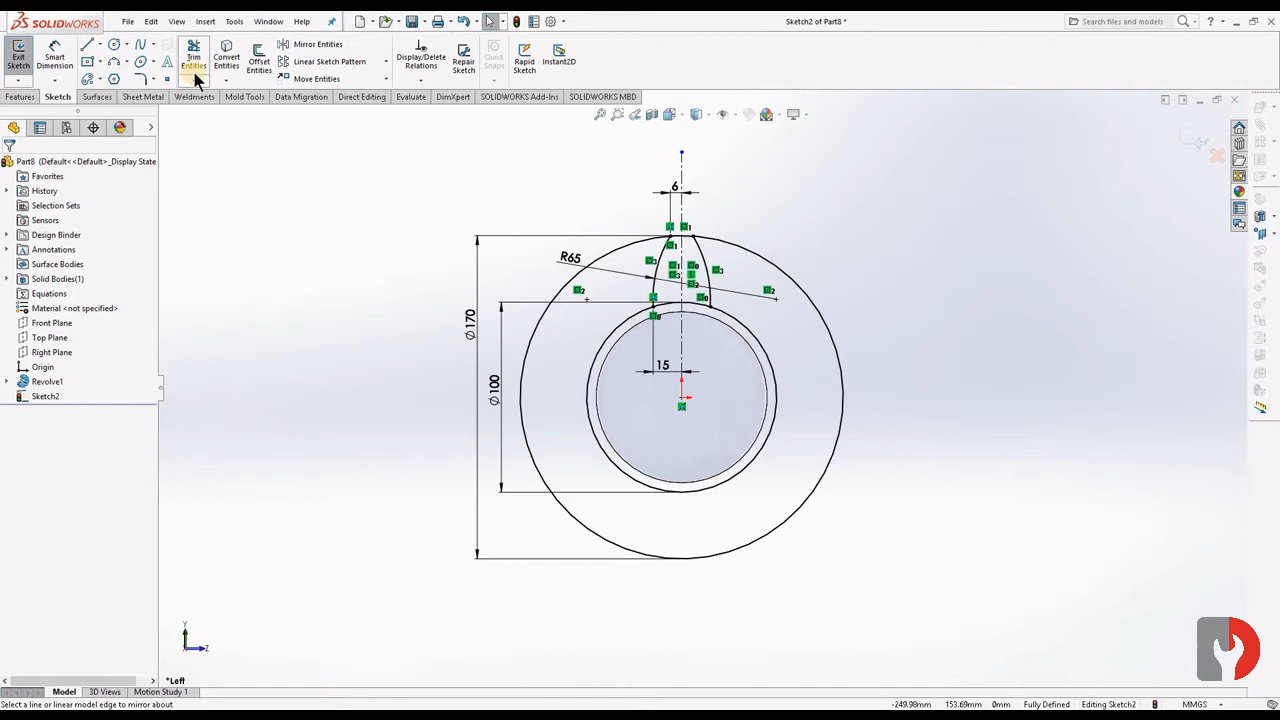 SOLIDWORKS File Edit View Insert Tools Window Help Sketch2 of Part8 * Search files and models ?
Exit Sketch
Smart Dimension
Trim Entities
Convert Entities
Offset Entities
Mirror Entities
Linear Sketch Pattern
Move Entities
Display/Delete Relations
Repair Sketch
Quick Snaps
Rapid Sketch
Instant2D
Features Sketch Surfaces Sheet Metal Weldments Mold Tools Data Migration Direct Editing Evaluate DimXpert SOLIDWORKS Add-Ins SOLIDWORKS MBD
Part8 (Default<<Default>_Display State
Favorites
History
Selection Sets
Sensors
Design Binder
Annotations
Surface Bodies
Solid Bodies(1)
Equations
Material <not specified>
Front Plane
Top Plane
Right Plane
Origin
Revolve1
Sketch2
6
R65
Ø170
Ø100
15
Y
Z
*Left
Model 3D Views Motion Study 1
Select a line or linear model edge to mirror about -249.98mm 153.69mm 0mm Fully Defined Editing Sketch2 MMGS